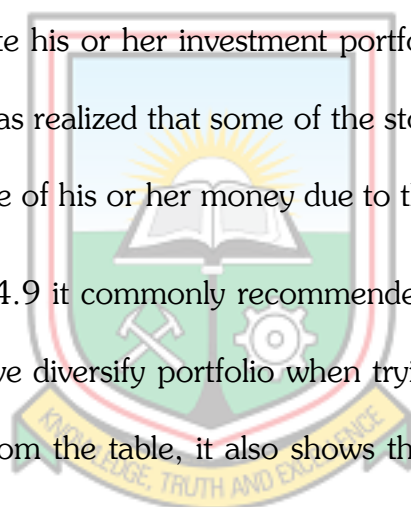 te his or her investment portfo
as realized that some of the sto
e of his or her money due to th
4.9 it commonly recommende
ve diversify portfolio when tryi
om the table, it also shows th
KNOWLEDGE, TRUTH AND EXCELLENCE